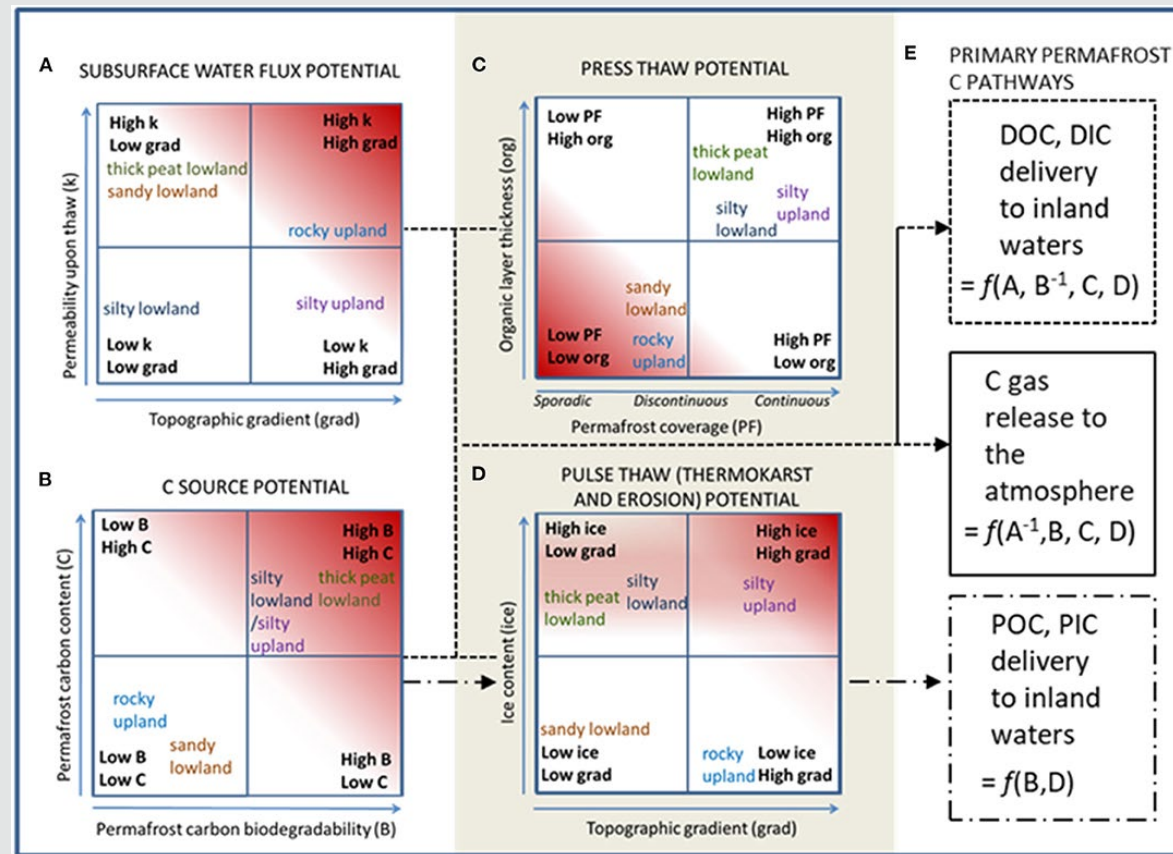 A
SUBSURFACE WATER FLUX POTENTIAL
Permeability upon thaw (k)
High k
Low grad
thick peat lowland
sandy lowland
High k
High grad
rocky upland
silty lowland
Low k
Low grad
silty upland
Low k
High grad
Topographic gradient (grad)
B
C SOURCE POTENTIAL
Permafrost carbon content (C)
Low B
High C
High B
High C
silty
lowland
/silty
upland
thick peat
lowland
rocky
upland
sandy
lowland
Low B
Low C
High B
Low C
Permafrost carbon biodegradability (B)
C
PRESS THAW POTENTIAL
Organic layer thickness (org)
Low PF
High org
High PF
High org
thick peat
lowland
silty
upland
silty
lowland
sandy
lowland
Low PF
Low org
rocky
upland
High PF
Low org
Sporadic
Discontinuous
Continuous
Permafrost coverage (PF)
D
PULSE THAW (THERMOKARST
AND EROSION) POTENTIAL
Ice content (ice)
High ice
Low grad
High ice
High grad
thick peat
lowland
silty
lowland
silty
upland
sandy lowland
Low ice
Low grad
rocky
upland
Low ice
High grad
Topographic gradient (grad)
E
PRIMARY PERMAFROST
C PATHWAYS
DOC, DIC
delivery
to inland
waters
= f(A, B⁻¹, C, D)
C gas
release to
the
atmosphere
= f(A⁻¹,B, C, D)
POC, PIC
delivery
to inland
waters
= f(B,D)